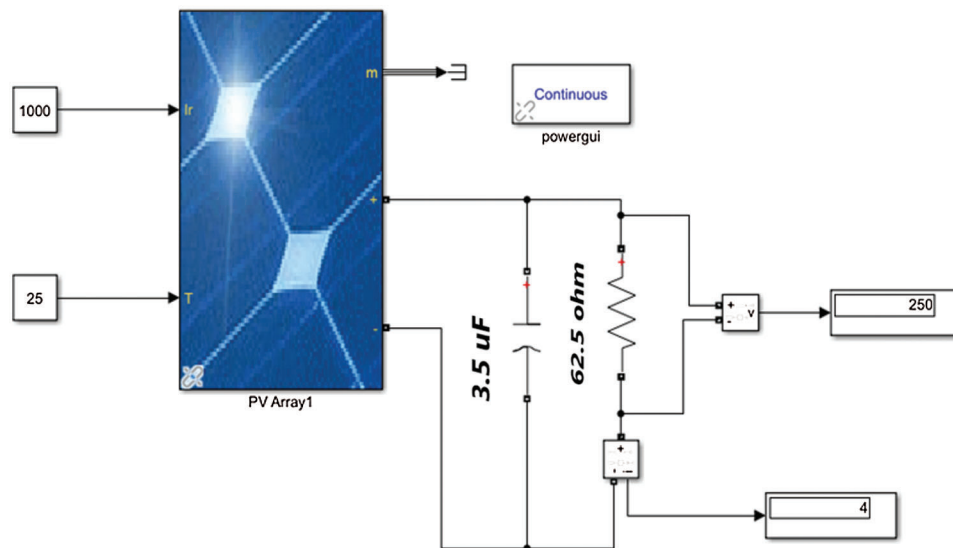 1000
Ir
m
Continuous
powergui
+
25
T
-
PV Array1
3.5 uF
+
62.5 ohm
+
+
-
v
250
+
-
4